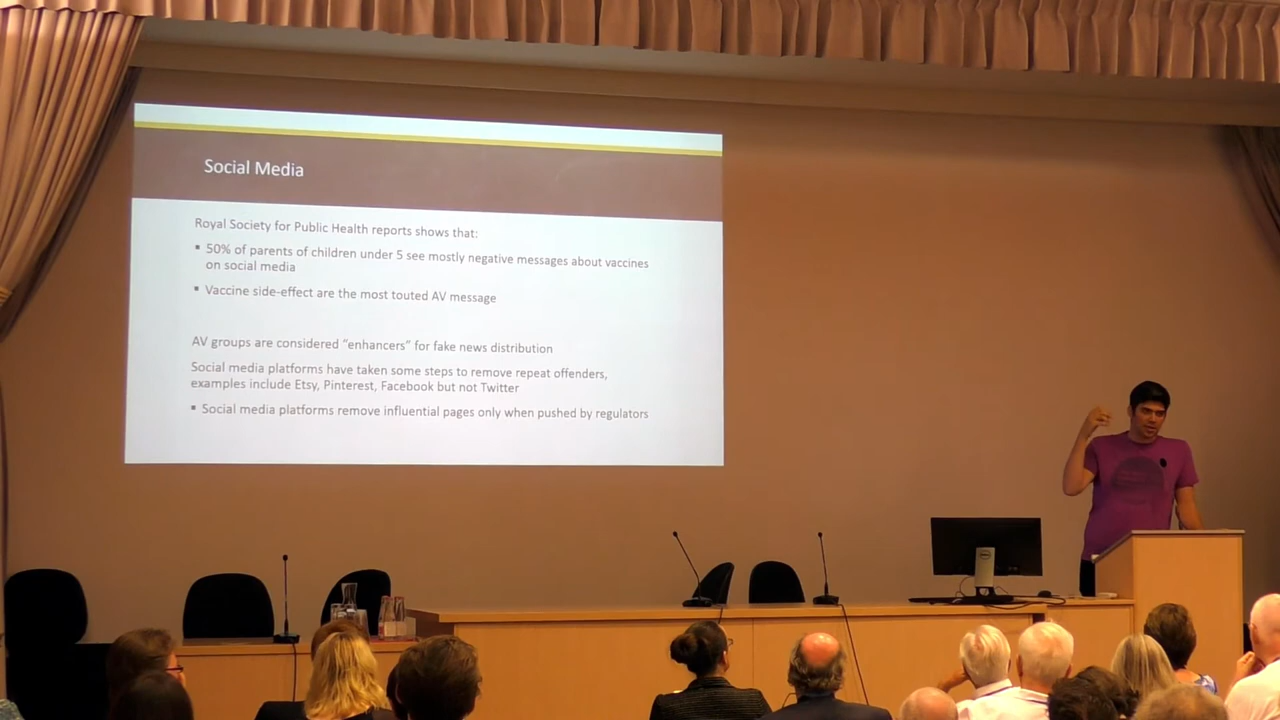 Social Media
Royal Society for Public Health reports shows that:
▪ 50% of parents of children under 5 see mostly negative messages about vaccines
on social media
▪ Vaccine side-effect are the most touted AV message
AV groups are considered “enhancers” for fake news distribution
Social media platforms have taken some steps to remove repeat offenders,
examples include Etsy, Pinterest, Facebook but not Twitter
▪ Social media platforms remove influential pages only when pushed by regulators